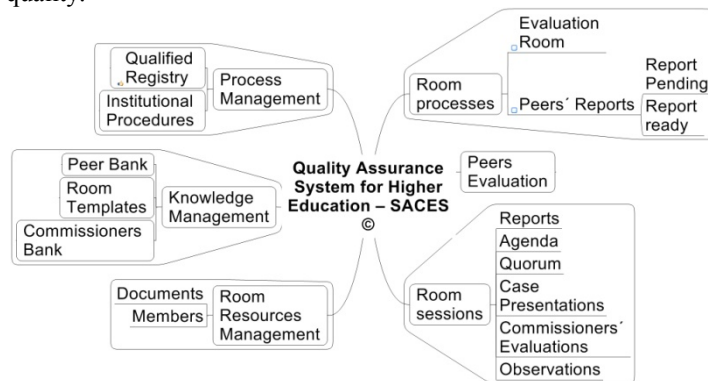 quality.
Qualified
Registry
Institutional
Procedures
Process
Management
Peer Bank
Room
Templates
Commissioners
Bank
Knowledge
Management
Documents
Members
Room
Resources
Management
Quality Assurance
System for Higher
Education – SACES
©
Evaluation
Room
Room
processes
Peers´ Reports
Report
Pending
Report
ready
Peers
Evaluation
Room
sessions
Reports
Agenda
Quorum
Case
Presentations
Commissioners´
Evaluations
Observations